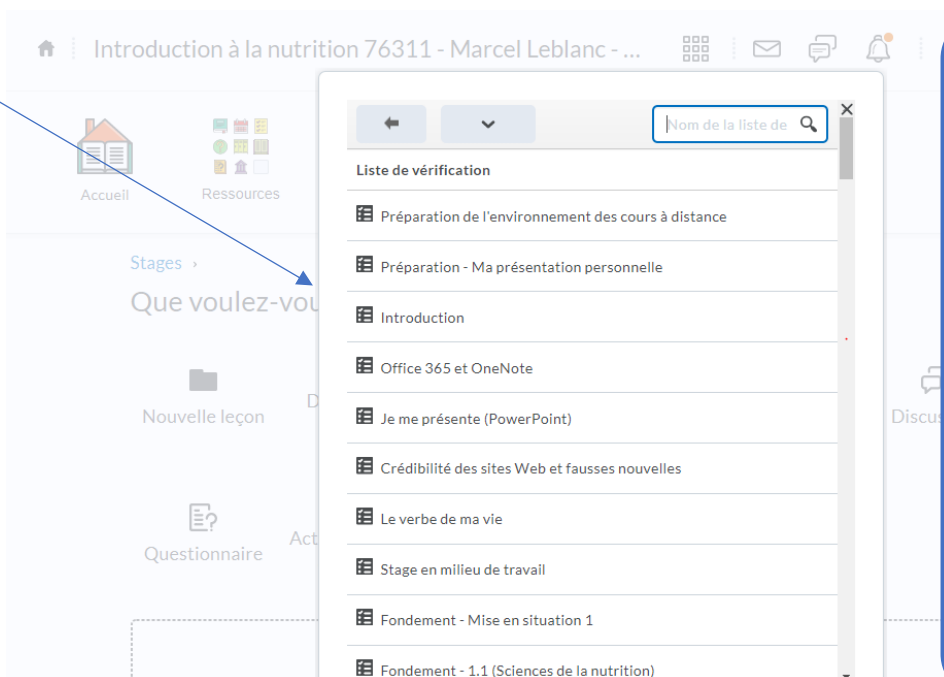 Introduction à la nutrition 76311 - Marcel Leblanc - ...
Nom de la liste de
Accueil
Ressources
Liste de vérification
Préparation de l'environnement des cours à distance
Préparation - Ma présentation personnelle
Introduction
Office 365 et OneNote
Je me présente (PowerPoint)
Crédibilité des sites Web et fausses nouvelles
Le verbe de ma vie
Stage en milieu de travail
Fondement - Mise en situation 1
Fondement - 1.1 (Sciences de la nutrition)
Stages ›
Que voulez-vou
Nouvelle leçon
D
Discus
Questionnaire
Act